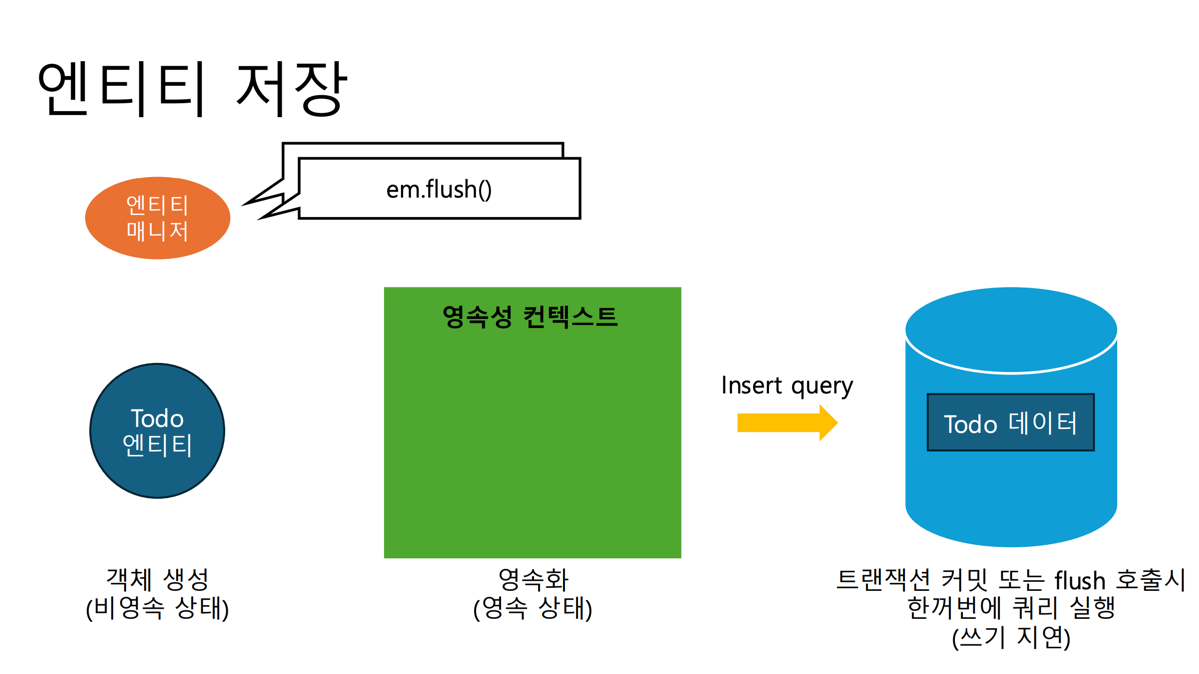 엔티티 저장
em.flush()
엔티티
매니저
영속성 컨텍스트
Insert query
Todo
엔티티
Todo 데이터
객체 생성
(비영속 상태)
영속화
(영속 상태)
트랜잭션 커밋 또는 flush 호출시
한꺼번에 쿼리 실행
(쓰기 지연)